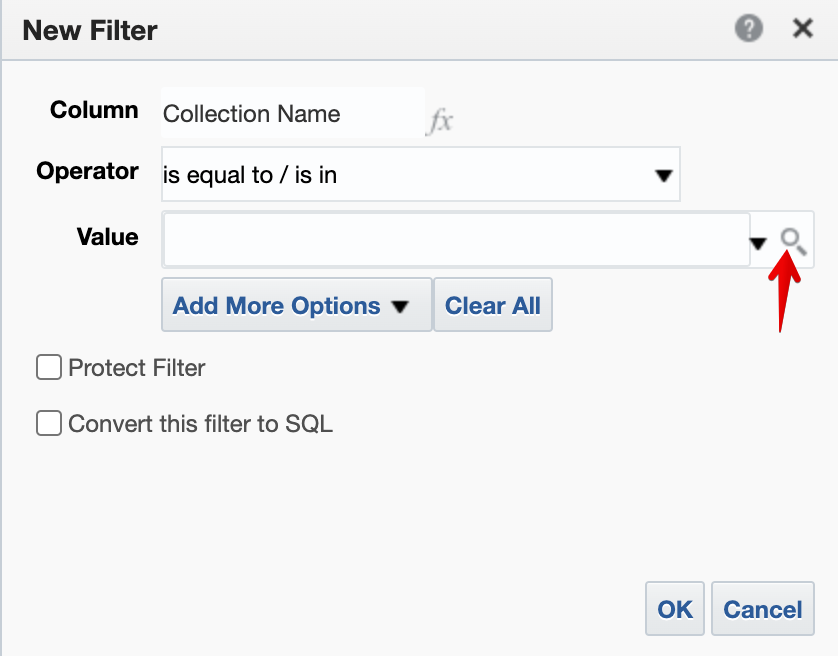 New Filter ?
Column Collection Name fx
Operator is equal to / is in
Value
Add More Options Clear All
Protect Filter
Convert this filter to SQL
OK Cancel